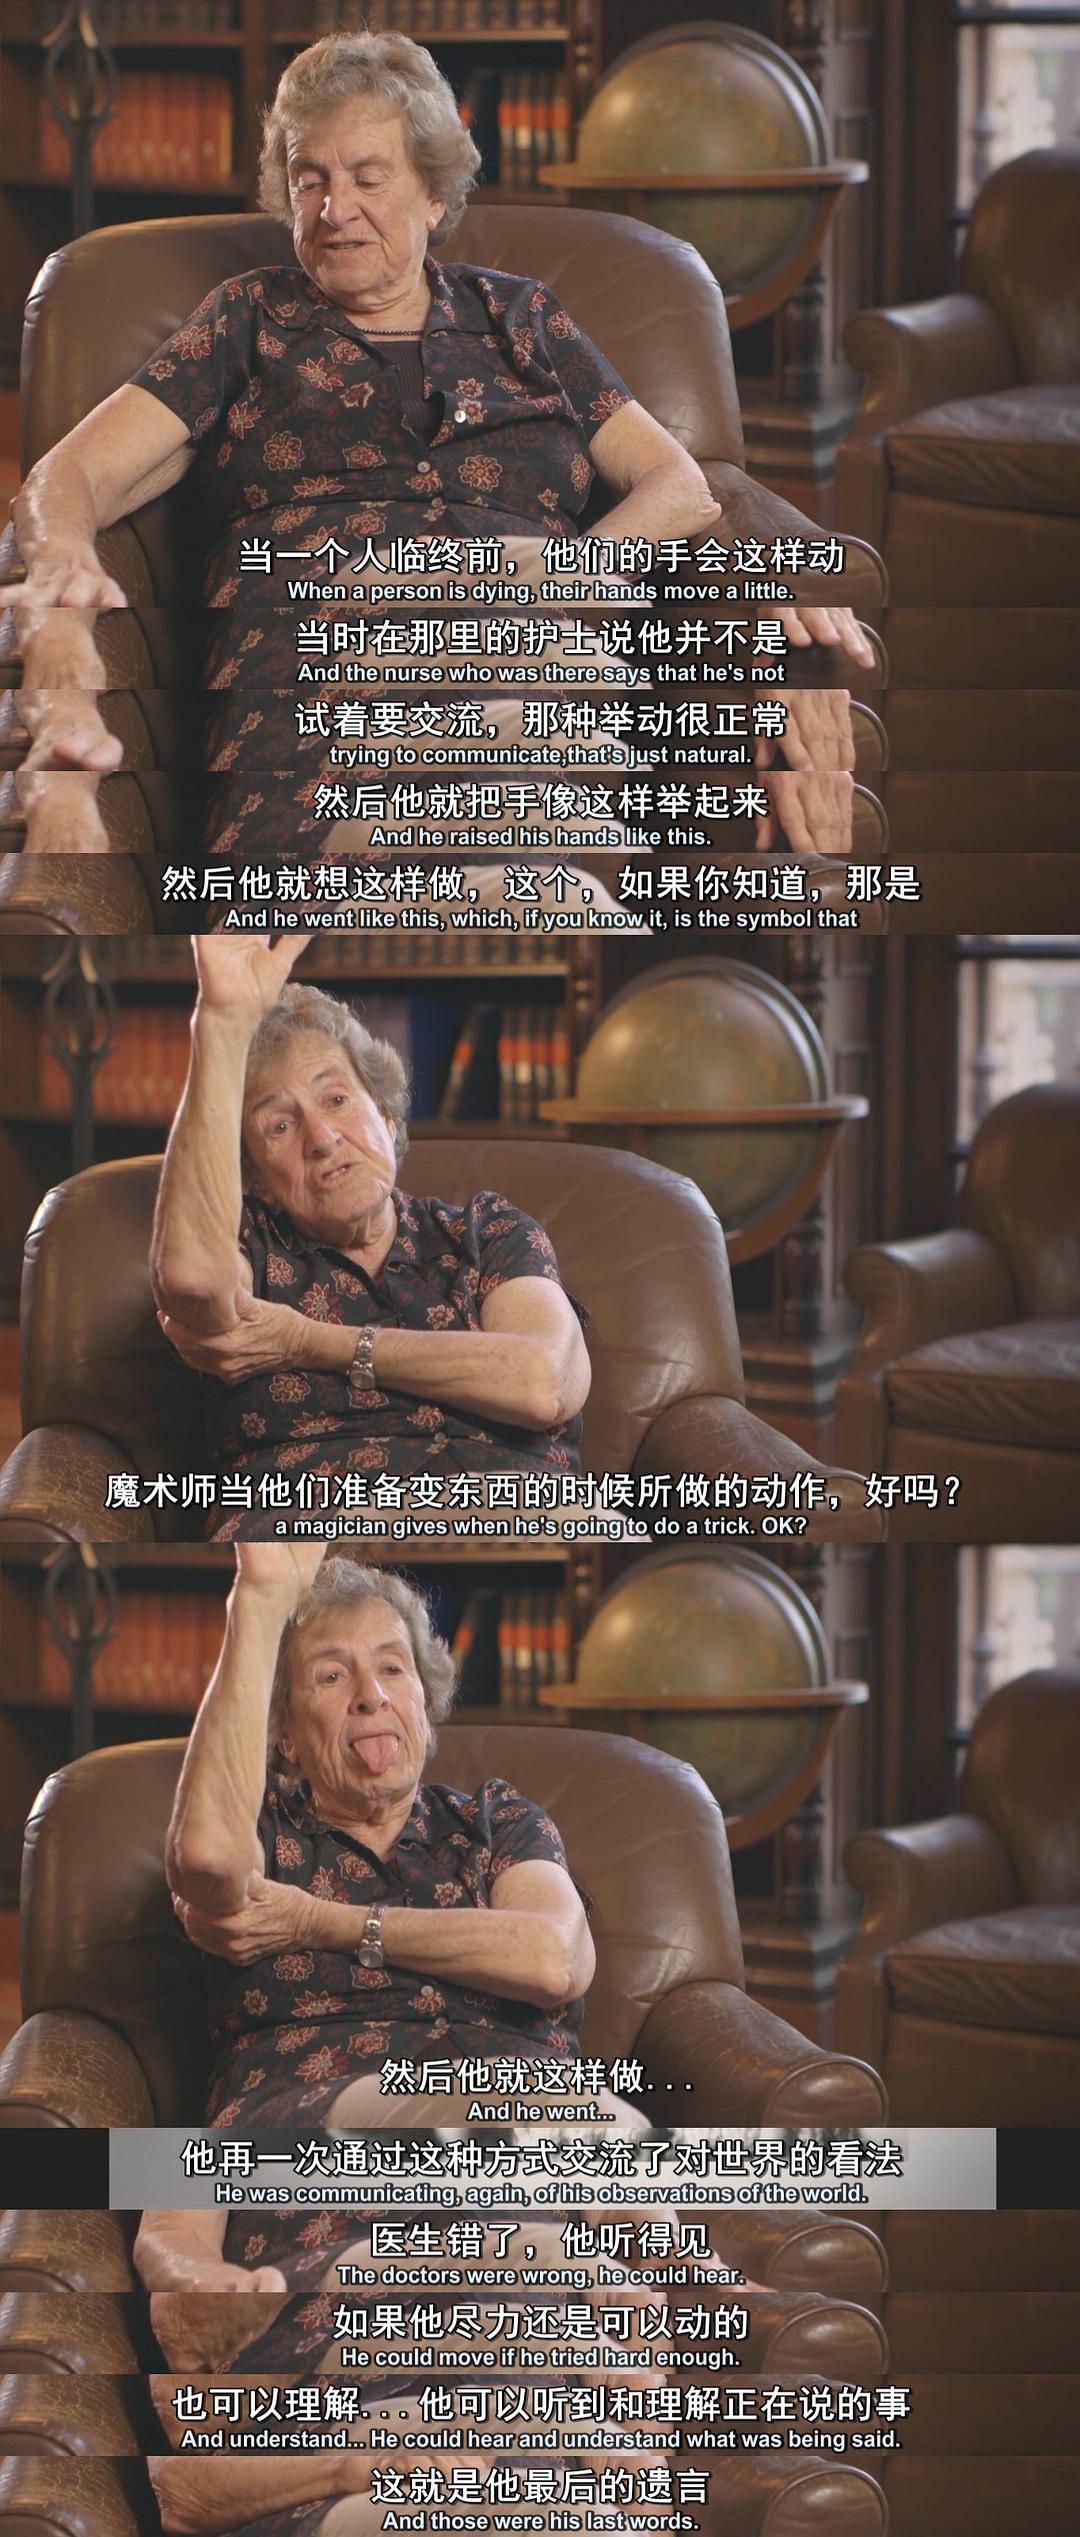 当一个人临终前，他们的手会这样动
When a person is dying, their hands move a little.
当时在那里的护士说他并不是
And the nurse who was there says that he's not
试着要交流，那种举动很正常
trying to communicate,that's just natural.
然后他就把手像这样举起来
And he raised his hands like this.
然后他就想这样做，这个，如果你知道，那是
And he went like this, which, if you know it, is the symbol that
魔术师当他们准备变东西的时候所做的动作，好吗？
a magician gives when he's going to do a trick. OK?
然后他就这样做...
And he went...
他再一次通过这种方式交流了对世界的看法
He was communicating, again, of his observations of the world.
医生错了，他听得见
The doctors were wrong, he could hear.
如果他尽力还是可以动的
He could move if he tried hard enough.
也可以理解...他可以听到和理解正在说的事
And understand... He could hear and understand what was being said.
这就是他最后的遗言
And those were his last words.